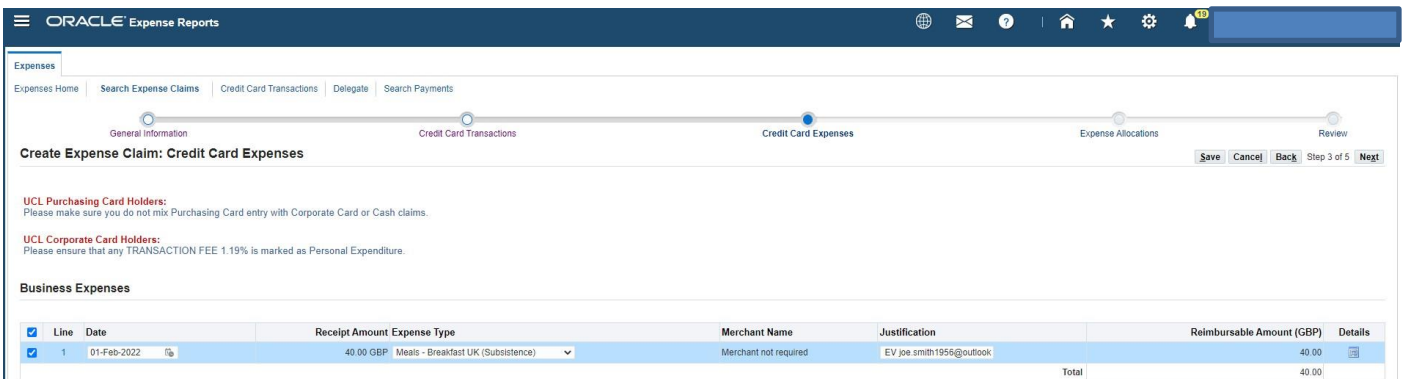 ORACLE Expense Reports
19
Expenses
Expenses Home Search Expense Claims Credit Card Transactions Delegate Search Payments
General Information Credit Card Transactions Credit Card Expenses Expense Allocations Review
Create Expense Claim: Credit Card Expenses
Save Cancel Back Step 3 of 5 Next
UCL Purchasing Card Holders:
Please make sure you do not mix Purchasing Card entry with Corporate Card or Cash claims.
UCL Corporate Card Holders:
Please ensure that any TRANSACTION FEE 1.19% is marked as Personal Expenditure.
Business Expenses
Line Date Receipt Amount Expense Type Merchant Name Justification Reimbursable Amount (GBP) Details
1 01-Feb-2022 40.00 GBP Meals - Breakfast UK (Subsistence) Merchant not required EV joe.smith1956@outlook 40.00
Total 40.00